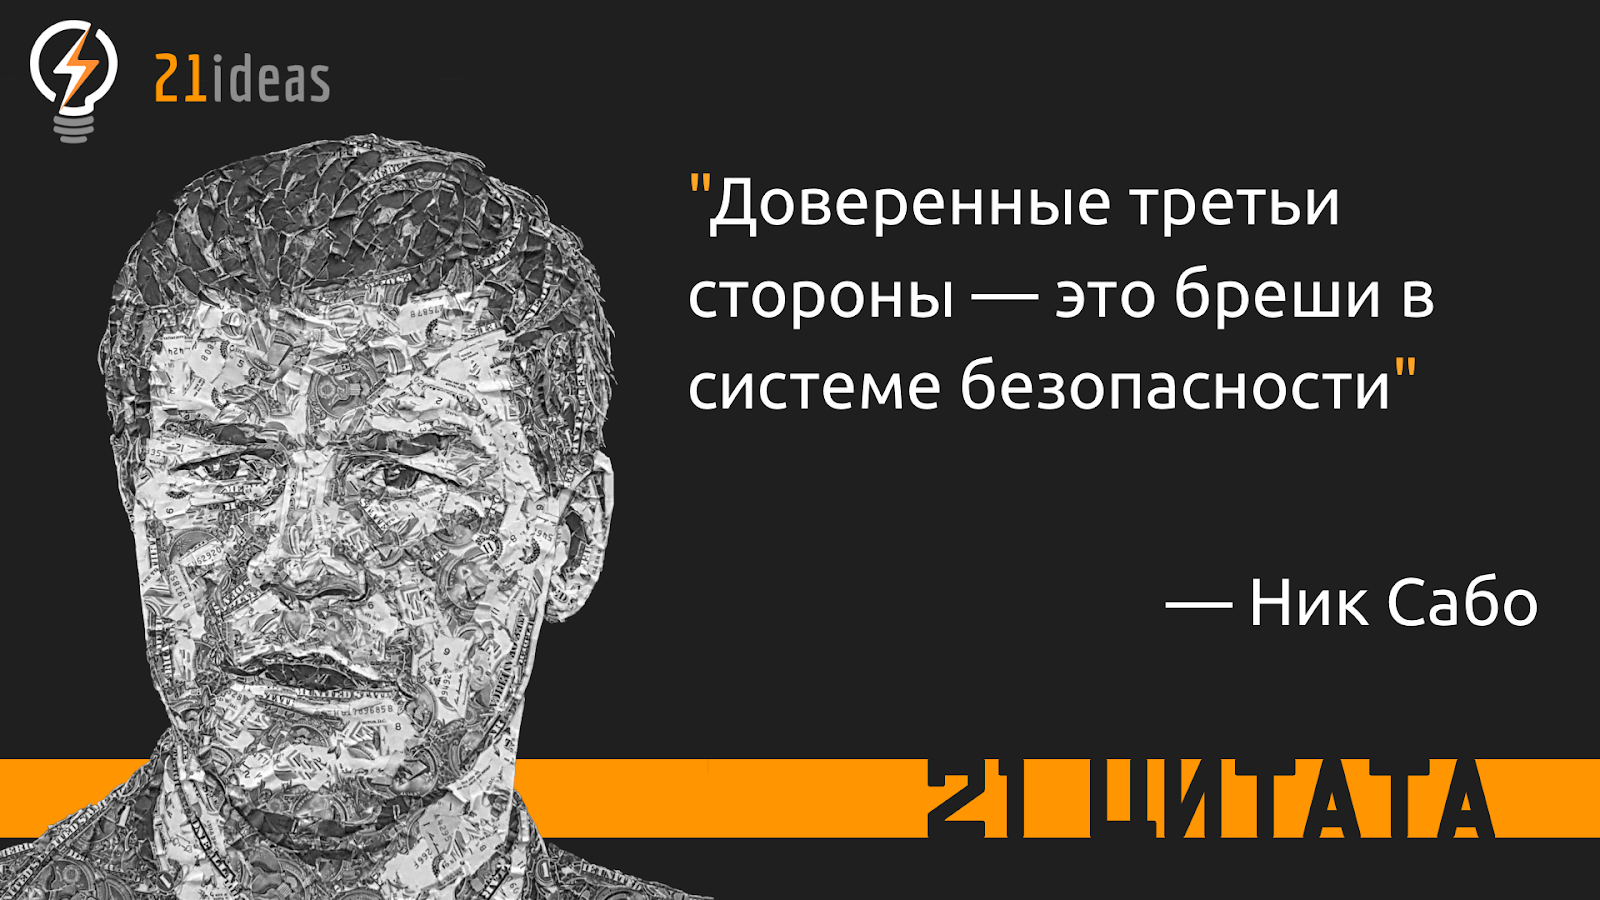 21ideas
"Доверенные третьи
стороны — это бреши в
системе безопасности"
— Ник Сабо
21 ЦИТАТА